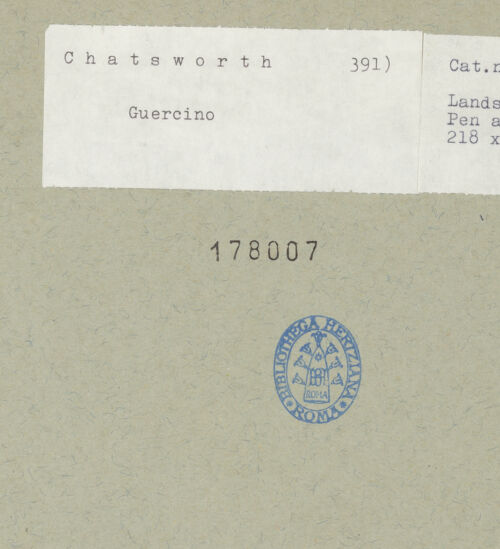 Chatsworth 391)
Guercino
Cat.n
Lands
Pen a
218 x
178007
BIBLIOTHECA HERTZIANA
ROMA
ROMA